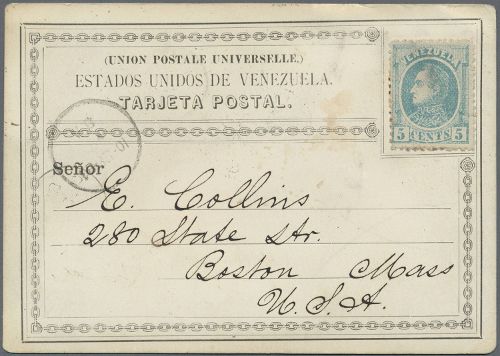 (UNION POSTALE UNIVERSELLE.)
ESTADOS UNIDOS DE VENEZUELA.
TARJETA POSTAL.
VENEZUELA
5 CENTS 5
Señor
E. Collins
280 State str.
Boston Mass
U.S.A.